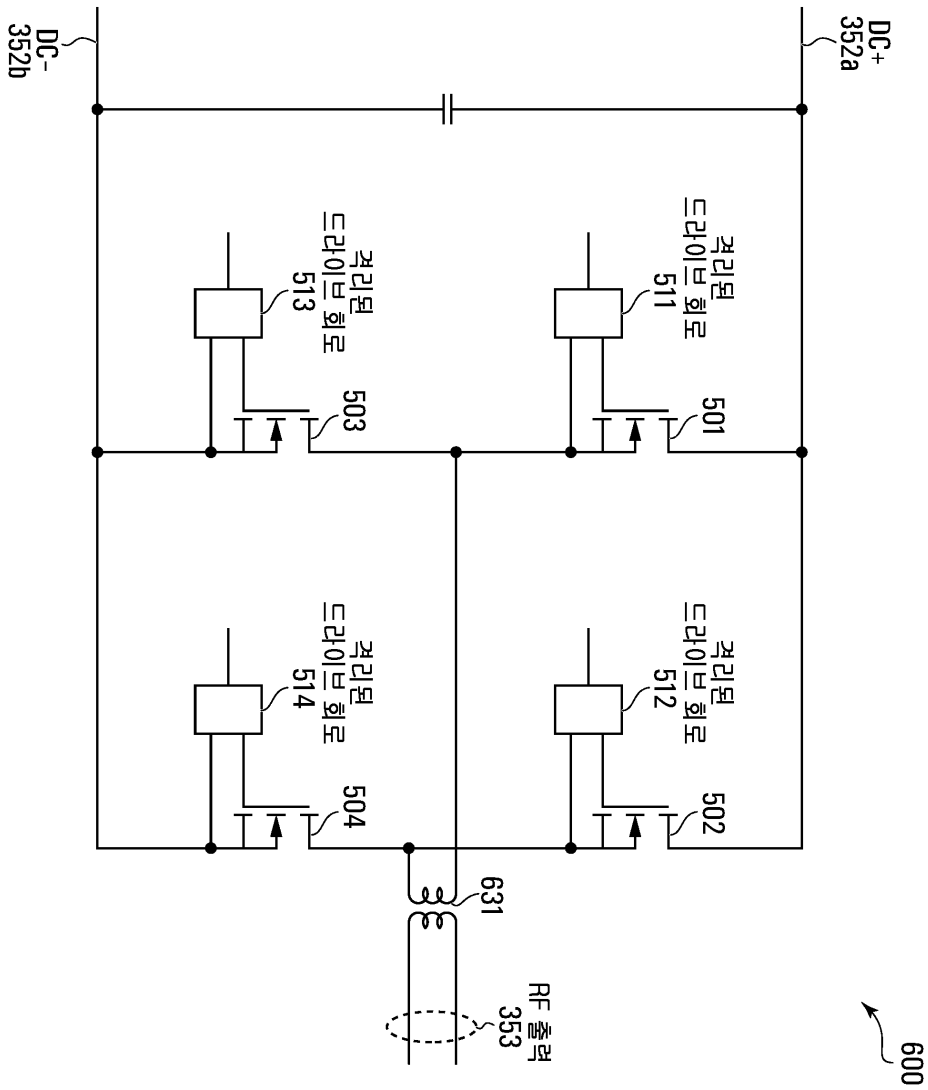 600
DC+
352a
격리된
드라이브 회로
511
501
격리된
드라이브 회로
512
502
RF 출력
353
631
격리된
드라이브 회로
513
503
격리된
드라이브 회로
514
504
DC-
352b